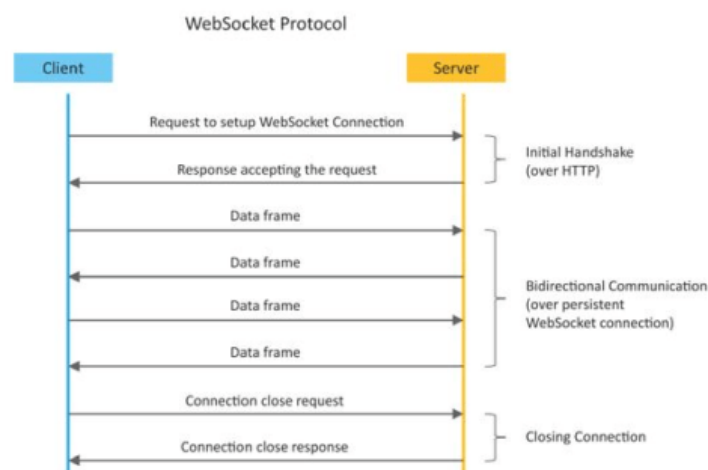 WebSocket Protocol
Client
Server
Request to setup WebSocket Connection
Initial Handshake
(over HTTP)
Response accepting the request
Data frame
Data frame
Bidirectional Communication
(over persistent
WebSocket connection)
Data frame
Data frame
Connection close request
Closing Connection
Connection close response